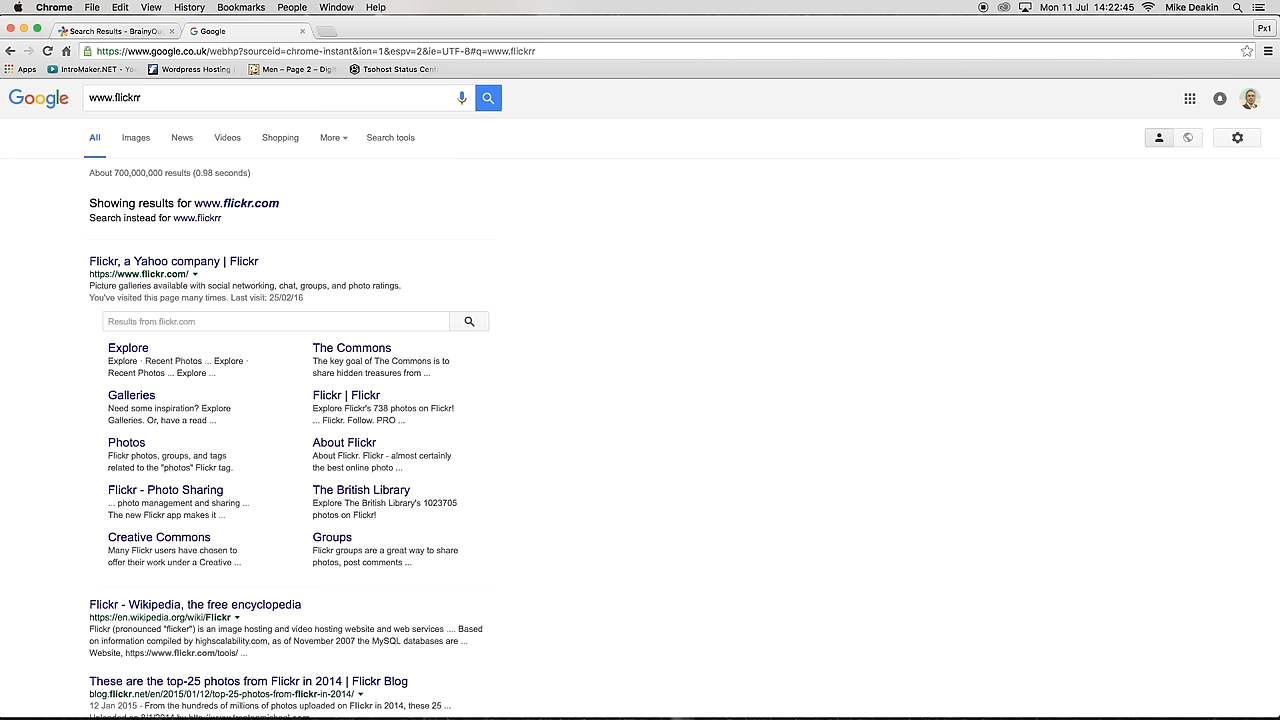 Chrome File Edit View History Bookmarks People Window Help Mon 11 Jul 14:22:45 Mike Deakin
Search Results - BrainyQu Google Px1
https://www.google.co.uk/webhp?sourceid=chrome-instant&ion=1&espv=2&ie=UTF-8#q=www.flickrr
Apps IntroMaker.NET - Yo Wordpress Hosting Men – Page 2 – Digi Tsohost Status Cent
Google www.flickrr
All Images News Videos Shopping More Search tools
About 700,000,000 results (0.98 seconds)
Showing results for www.flickr.com
Search instead for www.flickrr
Flickr, a Yahoo company | Flickr
https://www.flickr.com/
Picture galleries available with social networking, chat, groups, and photo ratings.
You've visited this page many times. Last visit: 25/02/16
Results from flickr.com
Explore The Commons
Explore · Recent Photos ... Explore · The key goal of The Commons is to
Recent Photos ... Explore ... share hidden treasures from ...
Galleries Flickr | Flickr
Need some inspiration? Explore Explore Flickr's 738 photos on Flickr!
Galleries. Or, have a read ... ... Flickr. Follow. PRO ...
Photos About Flickr
Flickr photos, groups, and tags About Flickr. Flickr - almost certainly
related to the "photos" Flickr tag. the best online photo ...
Flickr - Photo Sharing The British Library
... photo management and sharing ... Explore The British Library's 1023705
The new Flickr app makes it ... photos on Flickr!
Creative Commons Groups
Many Flickr users have chosen to Flickr groups are a great way to share
offer their work under a Creative ... photos, post comments ...
Flickr - Wikipedia, the free encyclopedia
https://en.wikipedia.org/wiki/Flickr
Flickr (pronounced "flicker") is an image hosting and video hosting website and web services .... Based
on information compiled by highscalability.com, as of November 2007 the MySQL databases are ...
Website, https://www.flickr.com/tools/ ...
These are the top-25 photos from Flickr in 2014 | Flickr Blog
blog.flickr.net/en/2015/01/12/top-25-photos-from-flickr-in-2014/
12 Jan 2015 - From the hundreds of millions of photos uploaded on Flickr in 2014, these 25 ...